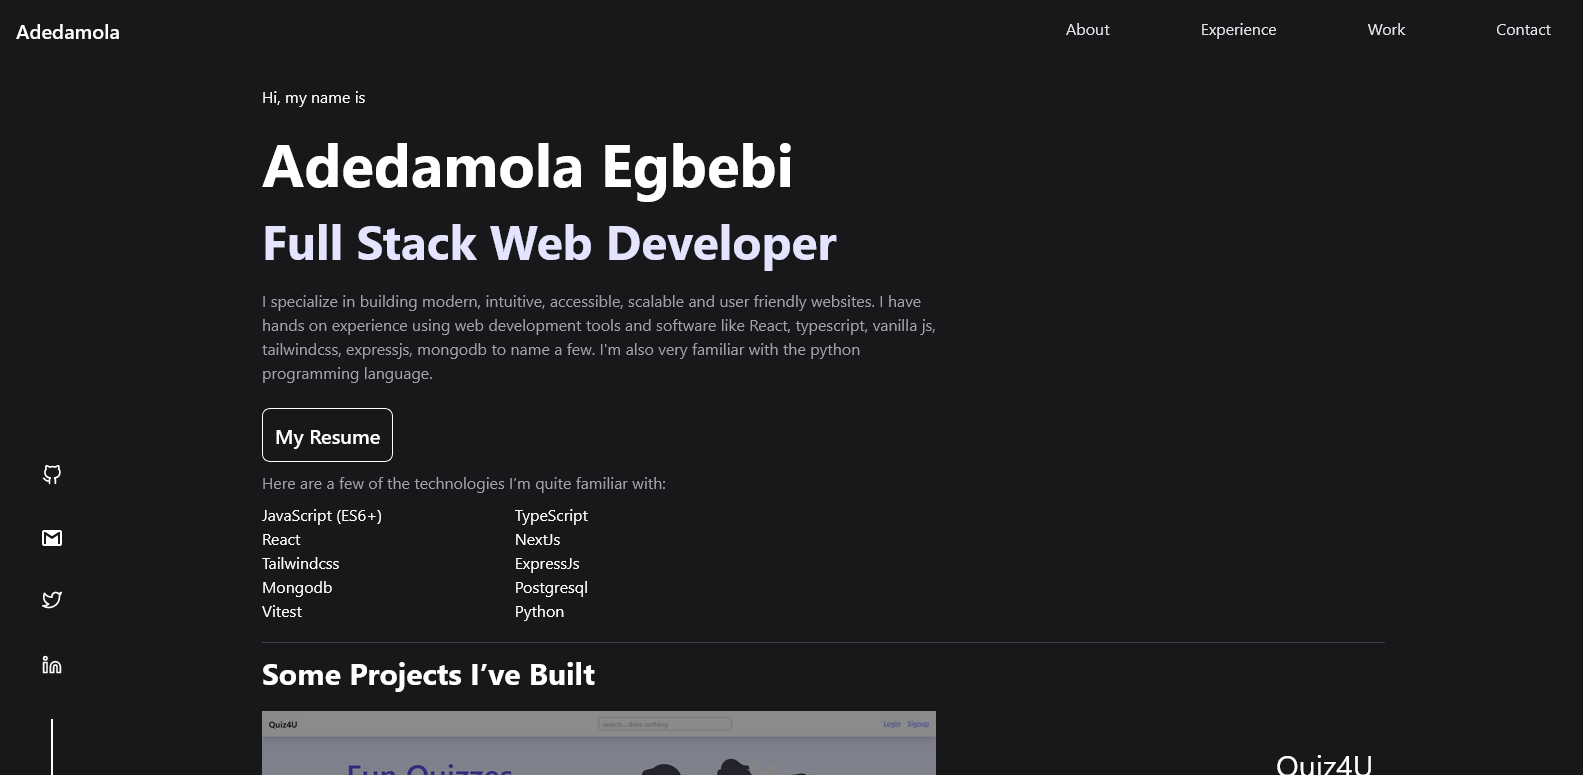 Adedamola
About
Experience
Work
Contact
Hi, my name is
Adedamola Egbebi
Full Stack Web Developer
I specialize in building modern, intuitive, accessible, scalable and user friendly websites. I have
hands on experience using web development tools and software like React, typescript, vanilla js,
tailwindcss, expressjs, mongodb to name a few. I'm also very familiar with the python
programming language.
My Resume
Here are a few of the technologies I’m quite familiar with:
JavaScript (ES6+)
TypeScript
React
NextJs
Tailwindcss
ExpressJs
Mongodb
Postgresql
Vitest
Python
Some Projects I’ve Built
Quiz4U
search... does nothing
Login
Signup
Fun Quizzes
Quiz4U